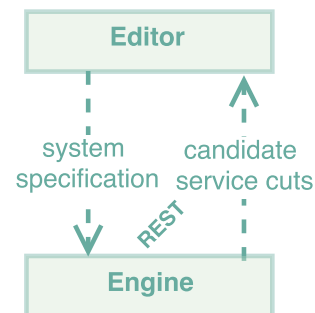 Editor
system
specification
candidate
service cuts
REST
Engine